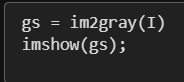 gs = im2gray(I)
imshow(gs);